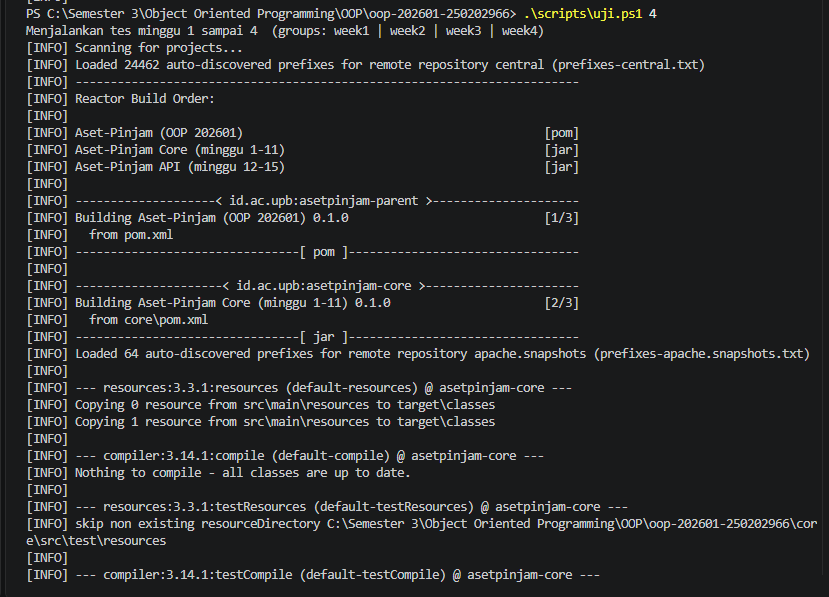 PS C:\Semester 3\Object Oriented Programming\OOP\oop-202601-250202966> .\scripts\uji.ps1 4
Menjalankan tes minggu 1 sampai 4  (groups: week1 | week2 | week3 | week4)
[INFO] Scanning for projects...
[INFO] Loaded 24462 auto-discovered prefixes for remote repository central (prefixes-central.txt)
[INFO] ------------------------------------------------------------------------
[INFO] Reactor Build Order:
[INFO]
[INFO] Aset-Pinjam (OOP 202601)                                           [pom]
[INFO] Aset-Pinjam Core (minggu 1-11)                                     [jar]
[INFO] Aset-Pinjam API (minggu 12-15)                                     [jar]
[INFO]
[INFO] --------------------< id.ac.upb:asetpinjam-parent >---------------------
[INFO] Building Aset-Pinjam (OOP 202601) 0.1.0                            [1/3]
[INFO]   from pom.xml
[INFO] --------------------------------[ pom ]---------------------------------
[INFO]
[INFO] ---------------------< id.ac.upb:asetpinjam-core >----------------------
[INFO] Building Aset-Pinjam Core (minggu 1-11) 0.1.0                      [2/3]
[INFO]   from core\pom.xml
[INFO] --------------------------------[ jar ]---------------------------------
[INFO] Loaded 64 auto-discovered prefixes for remote repository apache.snapshots (prefixes-apache.snapshots.txt)
[INFO]
[INFO] --- resources:3.3.1:resources (default-resources) @ asetpinjam-core ---
[INFO] Copying 0 resource from src\main\resources to target\classes
[INFO] Copying 1 resource from src\main\resources to target\classes
[INFO]
[INFO] --- compiler:3.14.1:compile (default-compile) @ asetpinjam-core ---
[INFO] Nothing to compile - all classes are up to date.
[INFO]
[INFO] --- resources:3.3.1:testResources (default-testResources) @ asetpinjam-core ---
[INFO] skip non existing resourceDirectory C:\Semester 3\Object Oriented Programming\OOP\oop-202601-250202966\cor
e\src\test\resources
[INFO]
[INFO] --- compiler:3.14.1:testCompile (default-testCompile) @ asetpinjam-core ---